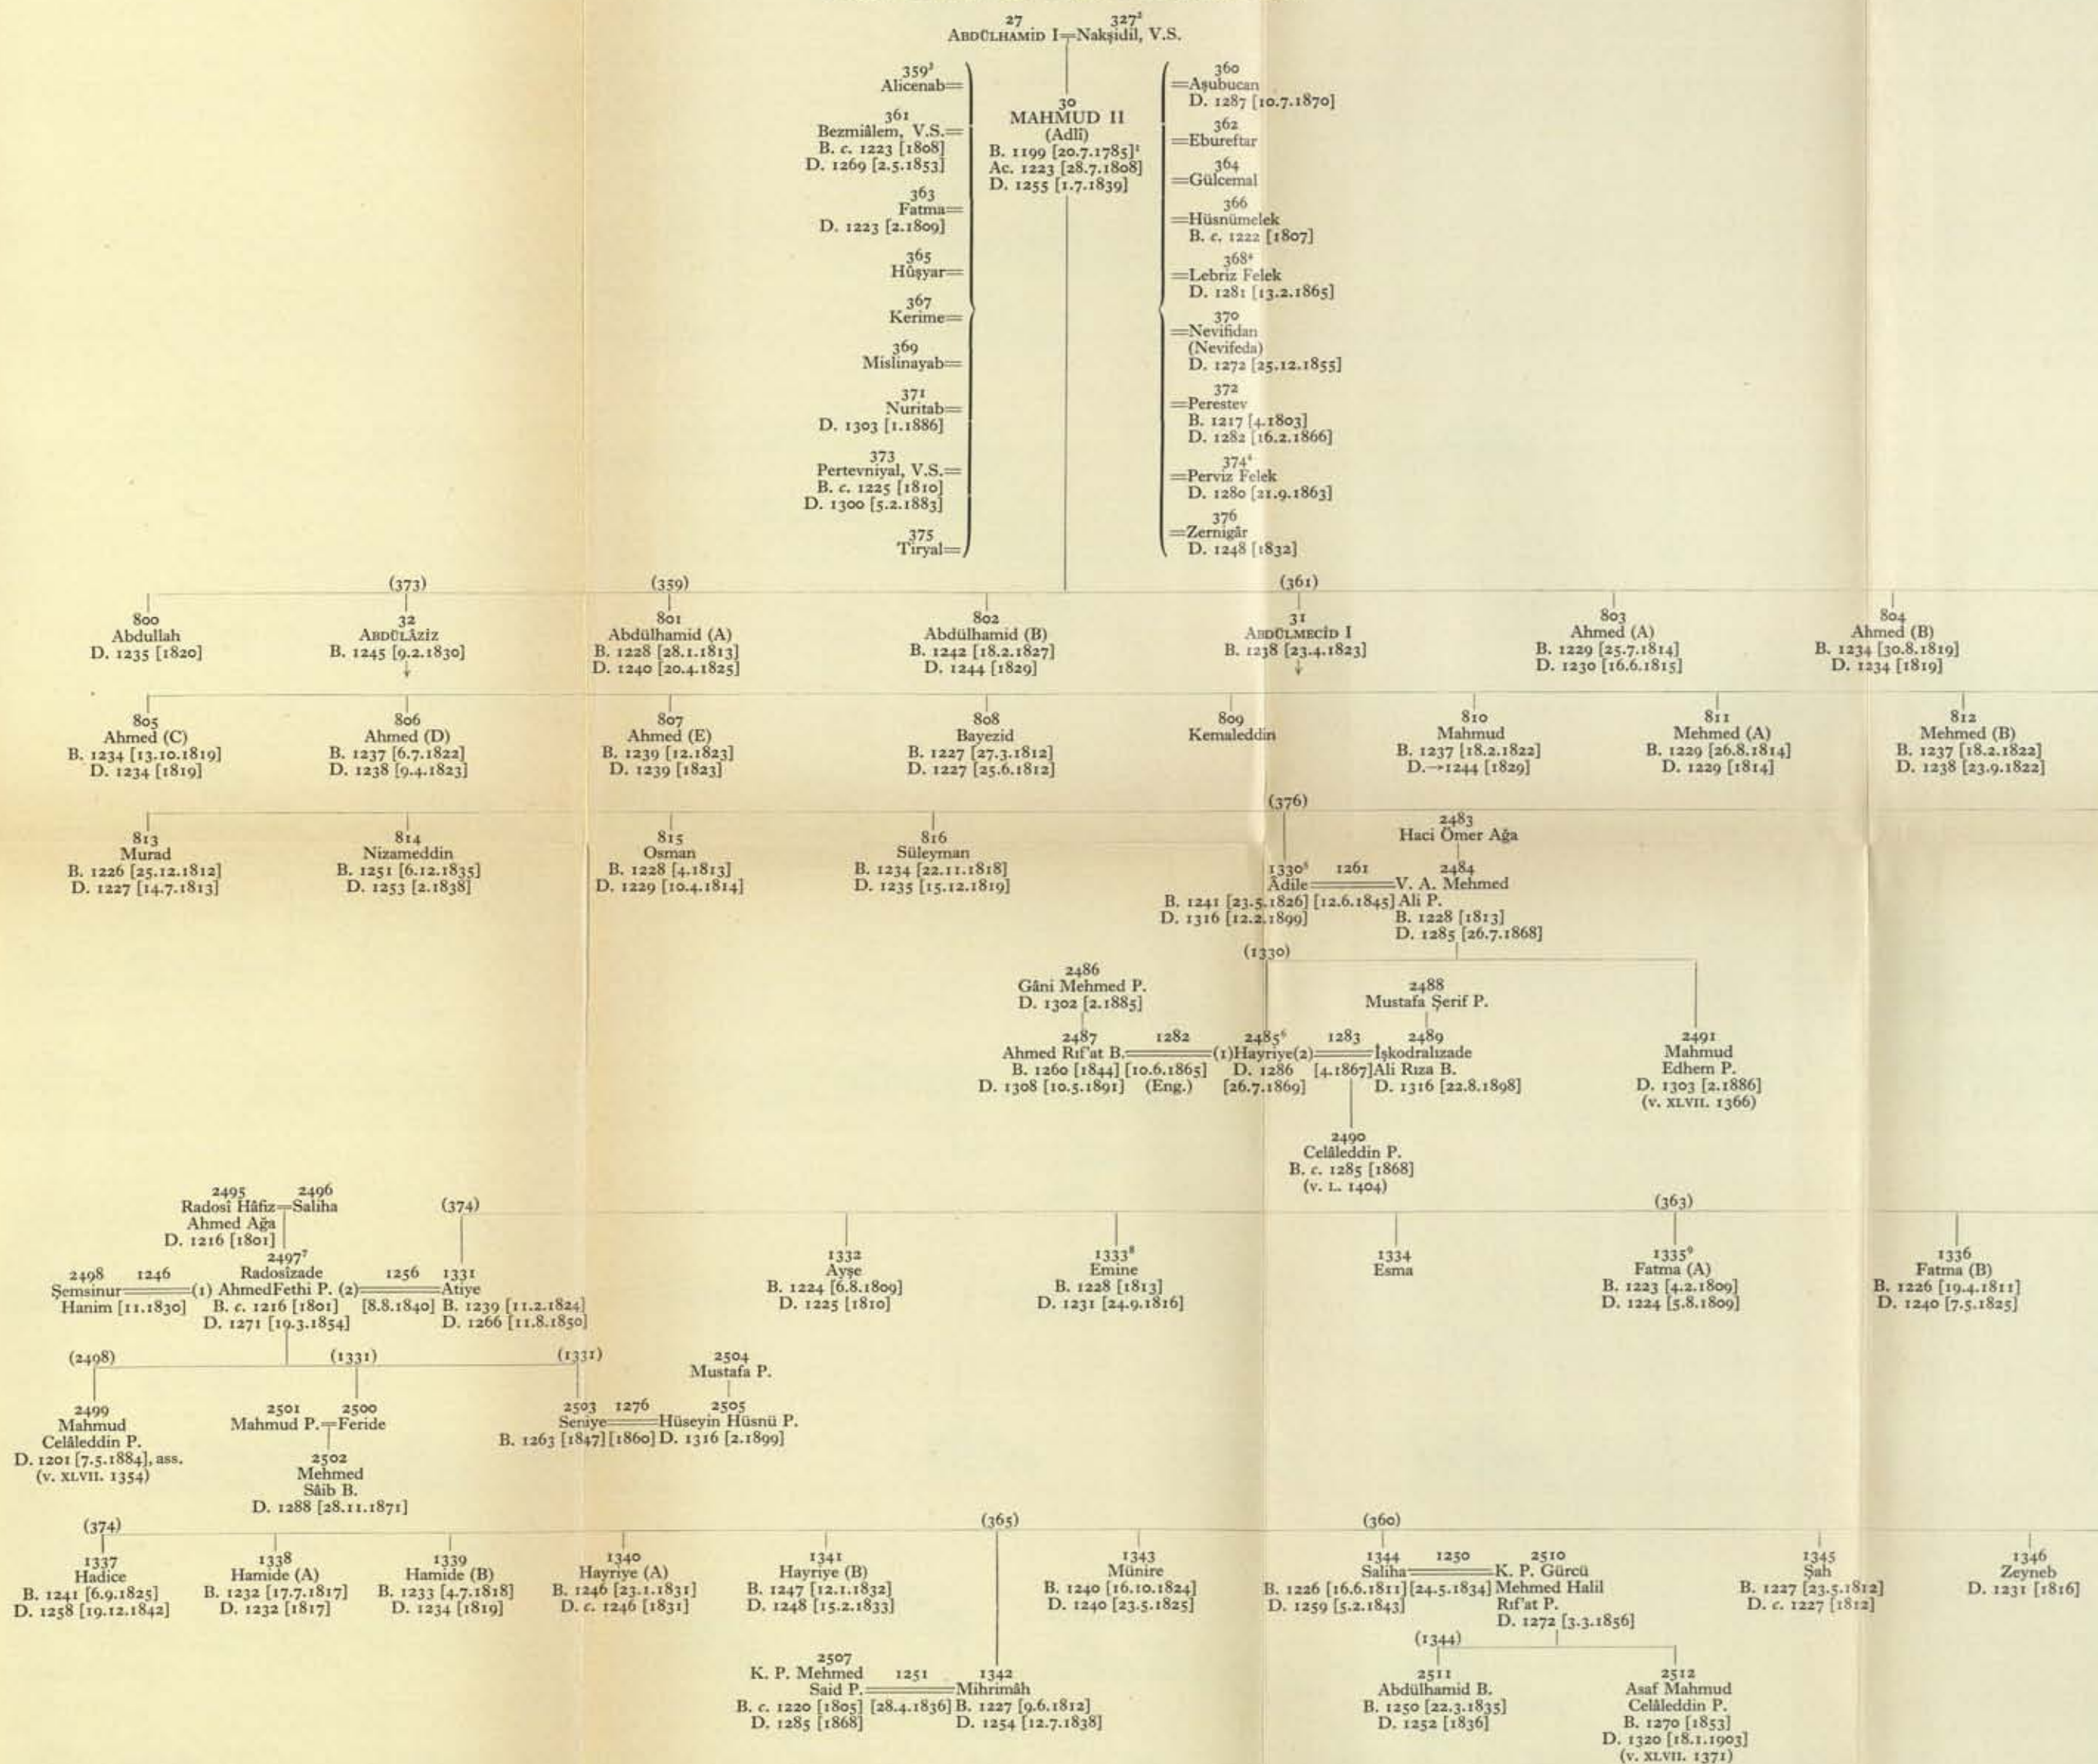 27 327²
ABDÜLHAMİD I=Nakşidil, V.S.
359³
Alicenab=
361
Bezmiâlem, V.S.=
B. c. 1223 [1808]
D. 1269 [2.5.1853]
363
Fatma=
D. 1223 [2.1809]
365
Hûşyar=
367
Kerime=
369
Mislinayab=
371
Nuritab=
D. 1303 [1.1886]
373
Pertevniyal, V.S.=
B. c. 1225 [1810]
D. 1300 [5.2.1883]
375
Tiryal=
30
MAHMUD II
(Adlî)
B. 1199 [20.7.1785]¹
Ac. 1223 [28.7.1808]
D. 1255 [1.7.1839]
360
=Aşubucan
D. 1287 [10.7.1870]
362
=Ebureftar
364
=Gülcemal
366
=Hüsnümelek
B. c. 1222 [1807]
368⁴
=Lebriz Felek
D. 1281 [13.2.1865]
370
=Nevifidan
(Nevifeda)
D. 1272 [25.12.1855]
372
=Perestev
B. 1217 [4.1803]
D. 1282 [16.2.1866]
374⁴
=Perviz Felek
D. 1280 [21.9.1863]
376
=Zernigâr
D. 1248 [1832]
(373) (359) (361)
800
Abdullah
D. 1235 [1820]
32
ABDÜLÂZİZ
B. 1245 [9.2.1830]
↓
801
Abdülhamid (A)
B. 1228 [28.1.1813]
D. 1240 [20.4.1825]
802
Abdülhamid (B)
B. 1242 [18.2.1827]
D. 1244 [1829]
31
ABDÜLMECİD I
B. 1238 [23.4.1823]
↓
803
Ahmed (A)
B. 1229 [25.7.1814]
D. 1230 [16.6.1815]
804
Ahmed (B)
B. 1234 [30.8.1819]
D. 1234 [1819]
805
Ahmed (C)
B. 1234 [13.10.1819]
D. 1234 [1819]
806
Ahmed (D)
B. 1237 [6.7.1822]
D. 1238 [9.4.1823]
807
Ahmed (E)
B. 1239 [12.1823]
D. 1239 [1823]
808
Bayezid
B. 1227 [27.3.1812]
D. 1227 [25.6.1812]
809
Kemaleddin
810
Mahmud
B. 1237 [18.2.1822]
D.→1244 [1829]
811
Mehmed (A)
B. 1229 [26.8.1814]
D. 1229 [1814]
812
Mehmed (B)
B. 1237 [18.2.1822]
D. 1238 [23.9.1822]
813
Murad
B. 1226 [25.12.1812]
D. 1227 [14.7.1813]
814
Nizameddin
B. 1251 [6.12.1835]
D. 1253 [2.1838]
815
Osman
B. 1228 [4.1813]
D. 1229 [10.4.1814]
816
Süleyman
B. 1234 [22.11.1818]
D. 1235 [15.12.1819]
(376)
2483
Haci Ömer Ağa
1330⁵ 1261 2484
Âdile=V. A. Mehmed
B. 1241 [23.5.1826] [12.6.1845] Ali P.
D. 1316 [12.2.1899] B. 1228 [1813]
D. 1285 [26.7.1868]
(1330)
2486
Gâni Mehmed P.
D. 1302 [2.1885]
2488
Mustafa Şerif P.
2487 1282 2485⁶ 1283 2489
Ahmed Rıf'at B.=(1)Hayriye(2)=İşkodralızade
B. 1260 [1844] [10.6.1865] D. 1286 [4.1867]Ali Rıza B.
D. 1308 [10.5.1891] (Eng.) [26.7.1869] D. 1316 [22.8.1898]
2491
Mahmud
Edhem P.
D. 1303 [2.1886]
(v. XLVII. 1366)
2490
Celâleddin P.
B. c. 1285 [1868]
(v. L. 1404)
2495 2496
Radosî Hâfiz=Saliha
Ahmed Ağa
D. 1216 [1801]
(374) (363)
2497⁷
2498 1246 Radosîzade 1256 1331
Şemsinur=(1) AhmedFethi P. (2)=Atiye
Hanim [11.1830] B. c. 1216 [1801] [8.8.1840] B. 1239 [11.2.1824]
D. 1271 [19.3.1854] D. 1266 [11.8.1850]
1332
Ayşe
B. 1224 [6.8.1809]
D. 1225 [1810]
1333⁸
Emine
B. 1228 [1813]
D. 1231 [24.9.1816]
1334
Esma
1335⁹
Fatma (A)
B. 1223 [4.2.1809]
D. 1224 [5.8.1809]
1336
Fatma (B)
B. 1226 [19.4.1811]
D. 1240 [7.5.1825]
(2498) (1331) (1331)
2504
Mustafa P.
2499
Mahmud
Celâleddin P.
D. 1201 [7.5.1884], ass.
(v. XLVII. 1354)
2501 2500
Mahmud P.=Feride
2502
Mehmed
Sâib B.
D. 1288 [28.11.1871]
2503 1276 2505
Seniye=Hüseyin Hüsnü P.
B. 1263 [1847] [1860] D. 1316 [2.1899]
(374) (365) (360)
1337
Hadice
B. 1241 [6.9.1825]
D. 1258 [19.12.1842]
1338
Hamide (A)
B. 1232 [17.7.1817]
D. 1232 [1817]
1339
Hamide (B)
B. 1233 [4.7.1818]
D. 1234 [1819]
1340
Hayriye (A)
B. 1246 [23.1.1831]
D. c. 1246 [1831]
1341
Hayriye (B)
B. 1247 [12.1.1832]
D. 1248 [15.2.1833]
1343
Münire
B. 1240 [16.10.1824]
D. 1240 [23.5.1825]
1344 1250 2510
Saliha=K. P. Gürcü
B. 1226 [16.6.1811] [24.5.1834] Mehmed Halil
D. 1259 [5.2.1843] Rıf'at P.
D. 1272 [3.3.1856]
1345
Şah
B. 1227 [23.5.1812]
D. c. 1227 [1812]
1346
Zeyneb
D. 1231 [1816]
2507
K. P. Mehmed 1251 1342
Said P.=Mihrimâh
B. c. 1220 [1805] [28.4.1836] B. 1227 [9.6.1812]
D. 1285 [1868] D. 1254 [12.7.1838]
(1344)
2511
Abdülhamid B.
B. 1250 [22.3.1835]
D. 1252 [1836]
2512
Asaf Mahmud
Celâleddin P.
B. 1270 [1853]
D. 1320 [18.1.1903]
(v. XLVII. 1371)